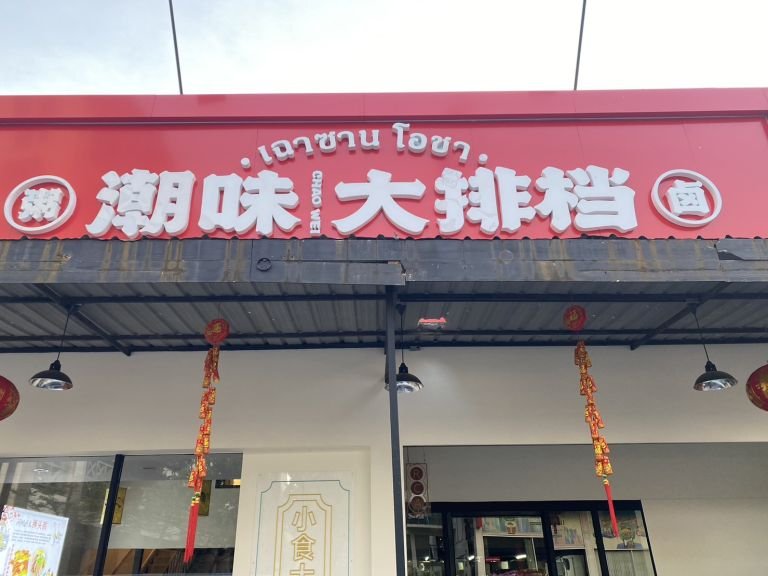 · เฉาซาน โอชา ·
粥 潮味 CHAO WEI 大排档 卤
小食